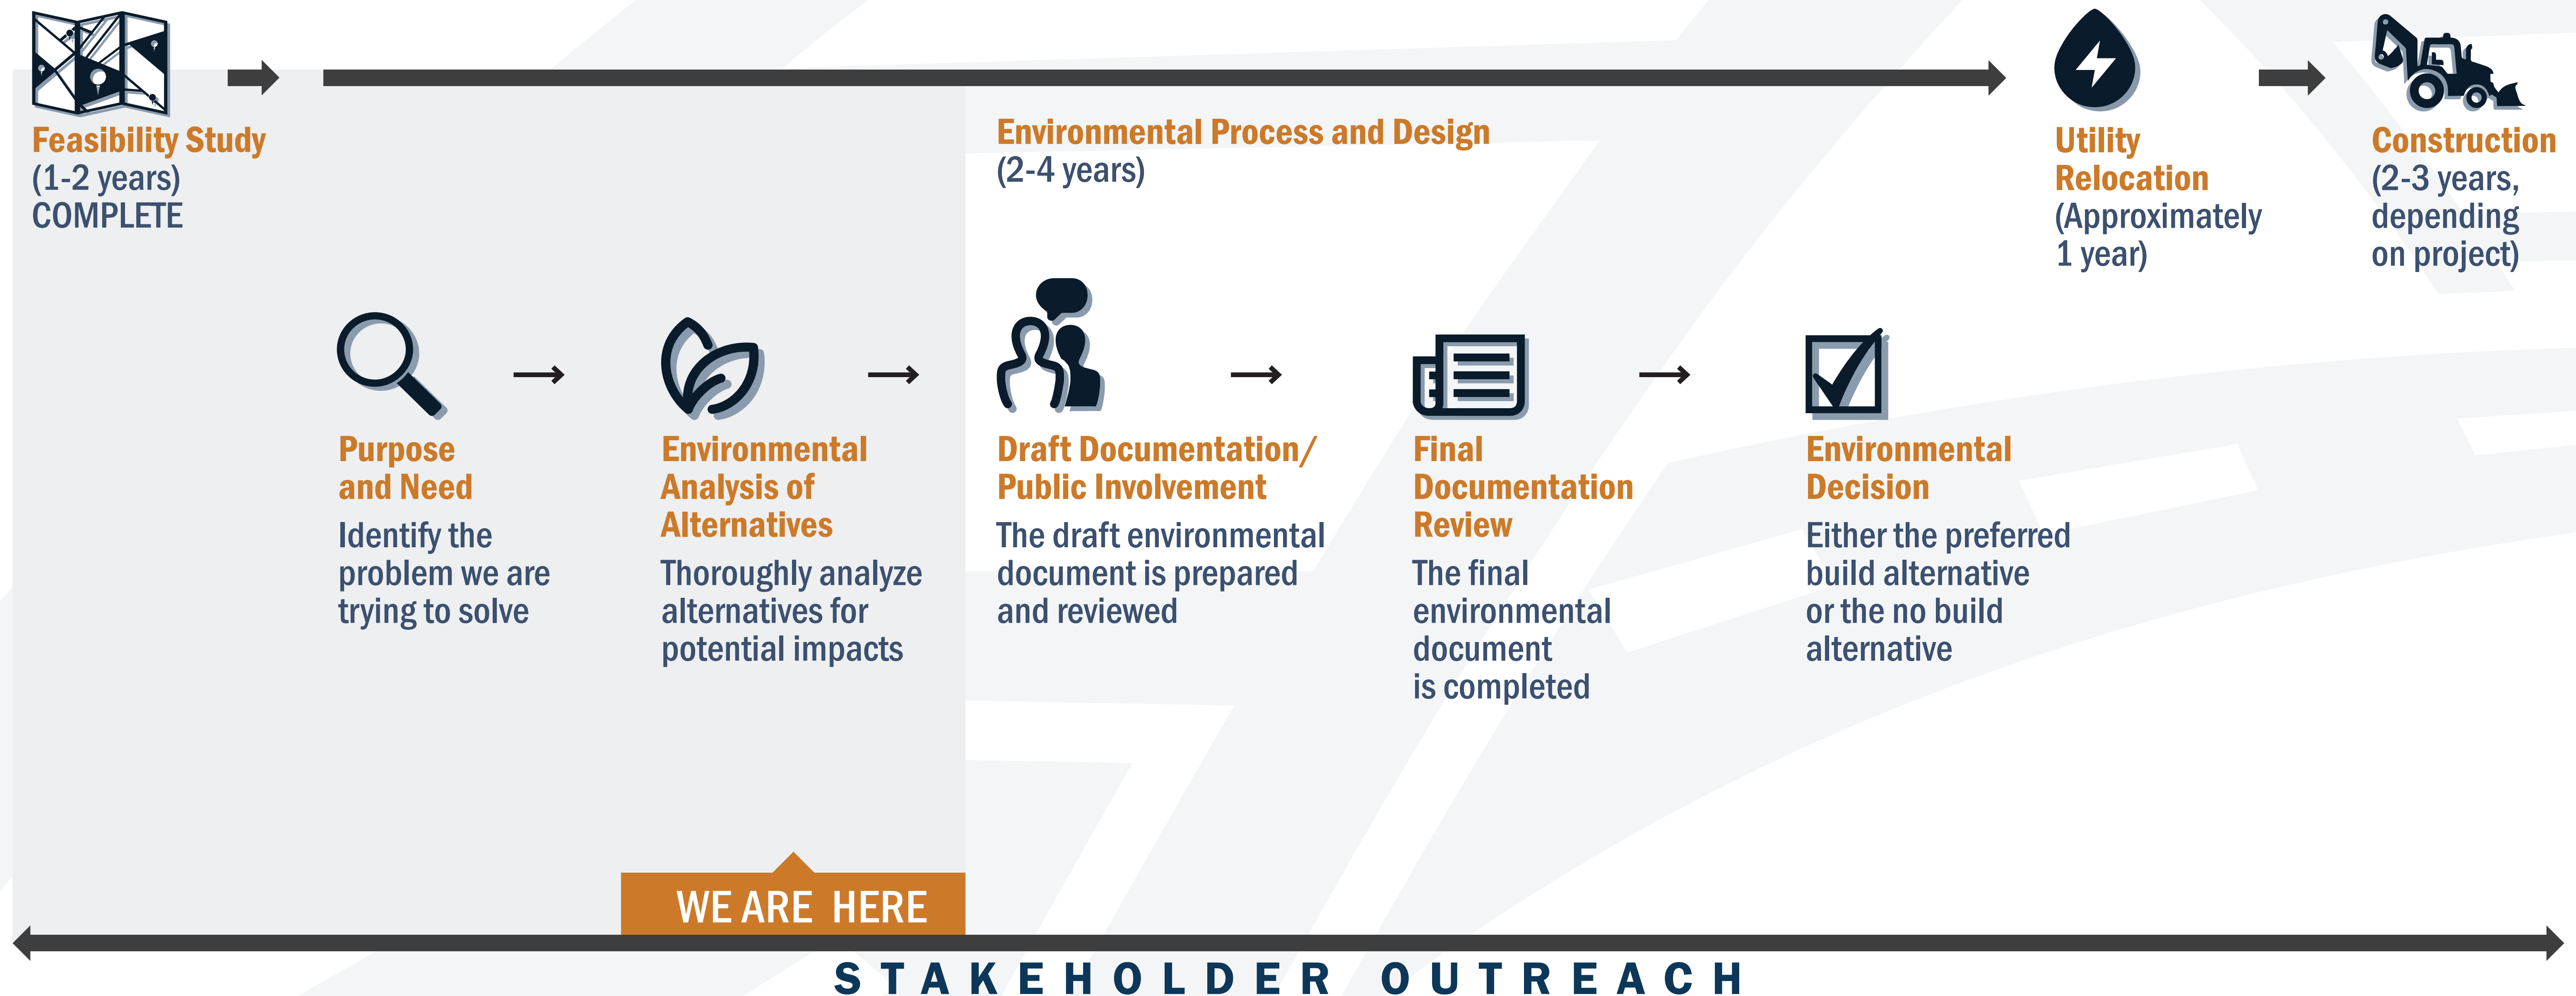 Feasibility Study
(1-2 years)
COMPLETE
Environmental Process and Design
(2-4 years)
Utility
Relocation
(Approximately
1 year)
Construction
(2-3 years,
depending
on project)
Purpose
and Need
Identify the
problem we are
trying to solve
Environmental
Analysis of
Alternatives
Thoroughly analyze
alternatives for
potential impacts
Draft Documentation/
Public Involvement
The draft environmental
document is prepared
and reviewed
Final
Documentation
Review
The final
environmental
document
is completed
Environmental
Decision
Either the preferred
build alternative
or the no build
alternative
WE ARE HERE
STAKEHOLDER OUTREACH